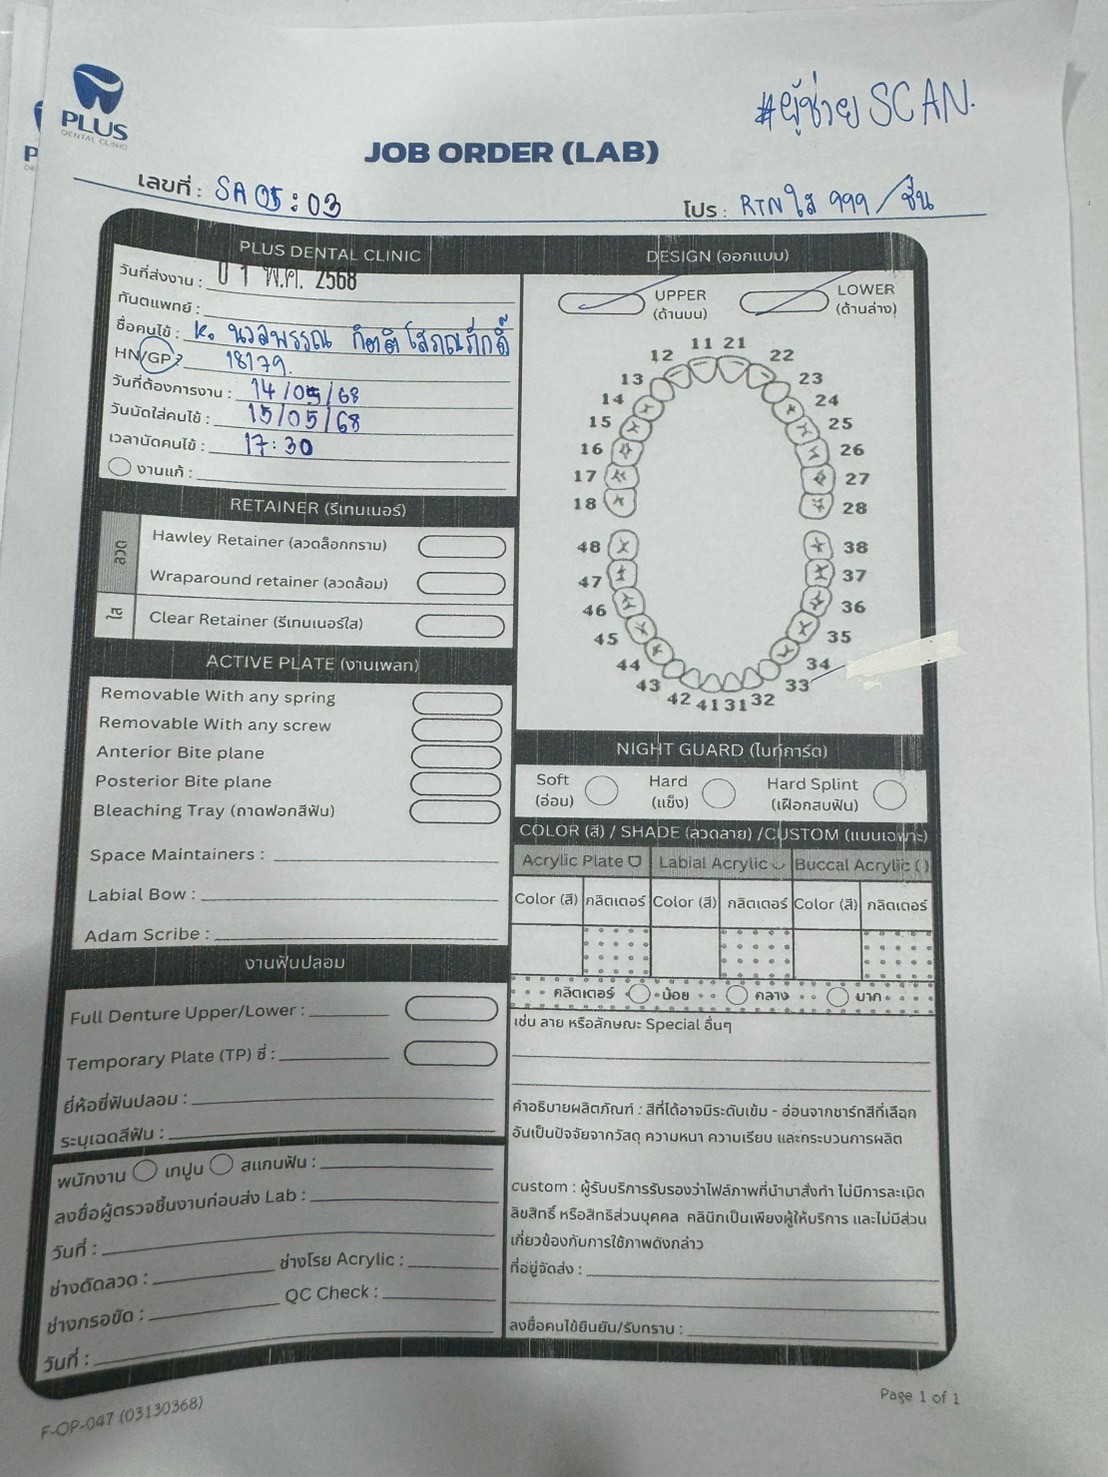 PLUS
DENTAL CLINIC
#ผู้ช่วย SCAN.
JOB ORDER (LAB)
เลขที่ : SA 05 : 03
โปร : RTN ใส 999 / ชิ้น
PLUS DENTAL CLINIC
วันที่ส่งงาน : 0 1 พ.ค. 2568
ทันตแพทย์ :
ชื่อคนไข้ : K. นวลพรรณ กิตติโสภณภักดิ์
HN/GP : 18179.
วันที่ต้องการงาน : 14/05/68
วันนัดใส่คนไข้ : 15/05/68
เวลานัดคนไข้ : 17:30
งานแก้ :
RETAINER (รีเทนเนอร์)
ลวด
Hawley Retainer (ลวดล็อกกราม)
Wraparound retainer (ลวดล้อม)
ใส
Clear Retainer (รีเทนเนอร์ใส)
ACTIVE PLATE (งานเพลท)
Removable With any spring
Removable With any screw
Anterior Bite plane
Posterior Bite plane
Bleaching Tray (ถาดฟอกสีฟัน)
Space Maintainers :
Labial Bow :
Adam Scribe :
งานฟันปลอม
Full Denture Upper/Lower :
Temporary Plate (TP) ซี่ :
ยี่ห้อซี่ฟันปลอม :
ระบุเฉดสีฟัน :
พนักงาน เทปูน สแกนฟัน :
ลงชื่อผู้ตรวจชิ้นงานก่อนส่ง Lab :
วันที่ :
ช่างดัดลวด : ช่างโรย Acrylic :
ช่างกรอขัด : QC Check :
วันที่ :
DESIGN (ออกแบบ)
UPPER
(ด้านบน)
LOWER
(ด้านล่าง)
11 21
12 22
13 23
14 24
15 25
16 26
17 27
18 28
48 38
47 37
46 36
45 35
44 34
43 33
42 41 31 32
NIGHT GUARD (ไนท์การ์ด)
Soft
(อ่อน)
Hard
(แข็ง)
Hard Splint
(เฝือกสบฟัน)
COLOR (สี) / SHADE (ลวดลาย) /CUSTOM (แบบเฉพาะ)
Acrylic Plate Labial Acrylic Buccal Acrylic ( )
Color (สี) กลิตเตอร์ Color (สี) กลิตเตอร์ Color (สี) กลิตเตอร์
กลิตเตอร์ น้อย กลาง มาก
เช่น ลาย หรือลักษณะ Special อื่นๆ
คำอธิบายผลิตภัณฑ์ : สีที่ได้อาจมีระดับเข้ม - อ่อนจากชาร์ทสีที่เลือก
อันเป็นปัจจัยจากวัสดุ ความหนา ความเรียบ และกระบวนการผลิต
custom : ผู้รับบริการรับรองว่าไฟล์ภาพที่นำมาสั่งทำ ไม่มีการละเมิด
ลิขสิทธิ์ หรือสิทธิส่วนบุคคล คลินิกเป็นเพียงผู้ให้บริการ และไม่มีส่วน
เกี่ยวข้องกับการใช้ภาพดังกล่าว
ที่อยู่จัดส่ง :
ลงชื่อคนไข้ยืนยัน/รับทราบ :
F-OP-047 (03130368)
Page 1 of 1